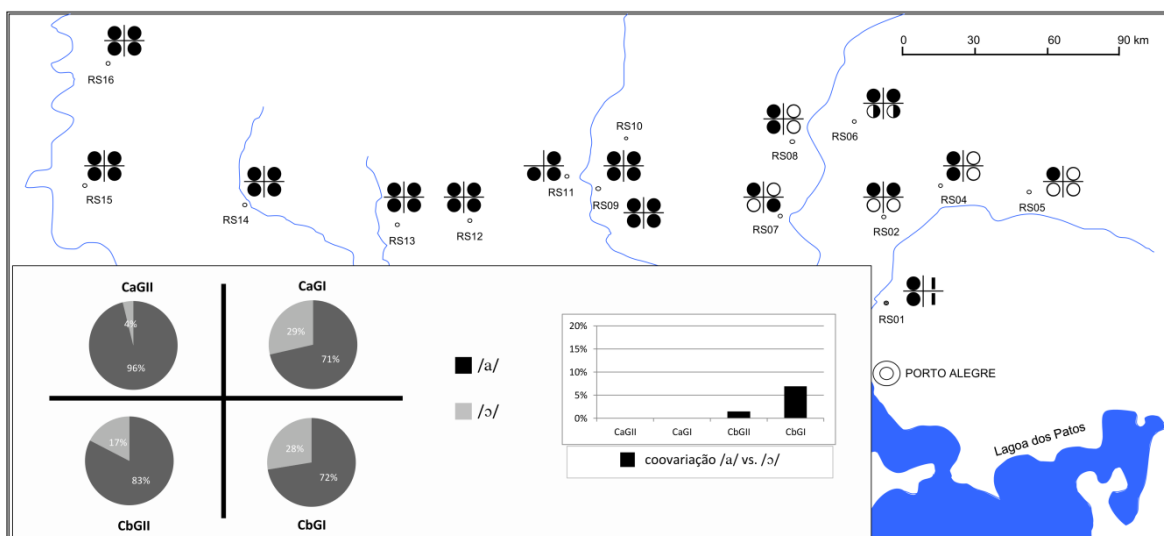 0 30 60 90 km
RS16
RS10
RS06
RS08
RS15
RS14
RS13
RS12
RS11
RS09
RS07
RS02
RS04
RS05
RS01
PORTO ALEGRE
Lagoa dos Patos
CaGII
4%
96%
CaGI
29%
71%
CbGII
17%
83%
CbGI
28%
72%
/a/
/ɔ/
20%
15%
10%
5%
0%
CaGII CaGI CbGII CbGI
coovariação /a/ vs. /ɔ/